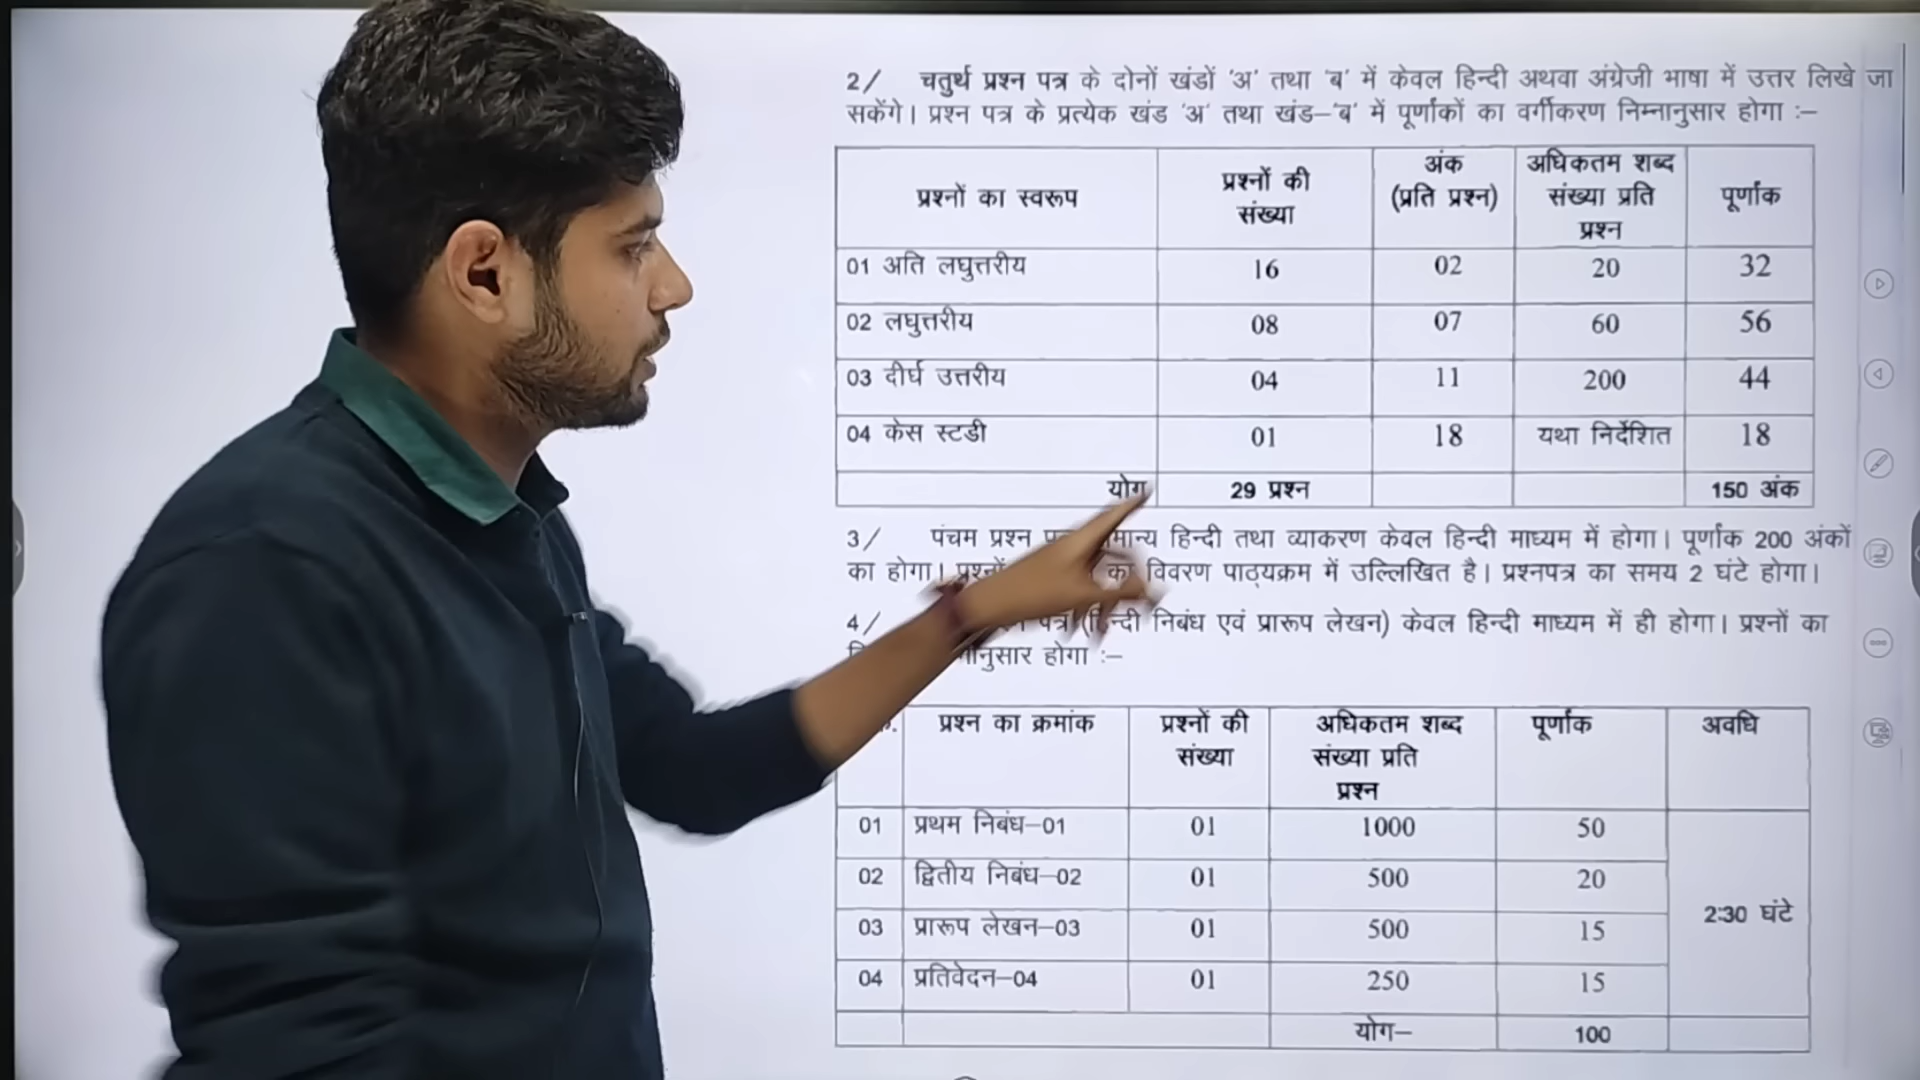 2/ चतुर्थ प्रश्न पत्र के दोनों खंडों 'अ' तथा 'ब' में केवल हिन्दी अथवा अंग्रेजी भाषा में उत्तर लिखे जा
सकेंगे। प्रश्न पत्र के प्रत्येक खंड 'अ' तथा खंड–'ब' में पूर्णांकों का वर्गीकरण निम्नानुसार होगा :–
प्रश्नों का स्वरूप प्रश्नों की संख्या अंक (प्रति प्रश्न) अधिकतम शब्द संख्या प्रति प्रश्न पूर्णांक
01 अति लघुत्तरीय 16 02 20 32
02 लघुत्तरीय 08 07 60 56
03 दीर्घ उत्तरीय 04 11 200 44
04 केस स्टडी 01 18 यथा निर्देशित 18
योग 29 प्रश्न 150 अंक
3/ पंचम प्रश्न हिन्दी तथा व्याकरण केवल हिन्दी माध्यम में होगा। पूर्णांक 200 अंकों
का होगा। का विवरण पाठ्यक्रम में उल्लिखित है। प्रश्नपत्र का समय 2 घंटे होगा।
4/ पत्र (हिन्दी निबंध एवं प्रारूप लेखन) केवल हिन्दी माध्यम में ही होगा। प्रश्नों का
होगा :–
प्रश्न का क्रमांक प्रश्नों की संख्या अधिकतम शब्द संख्या प्रति प्रश्न पूर्णांक अवधि
01 प्रथम निबंध–01 01 1000 50
02 द्वितीय निबंध–02 01 500 20
2:30 घंटे
03 प्रारूप लेखन–03 01 500 15
04 प्रतिवेदन–04 01 250 15
योग– 100